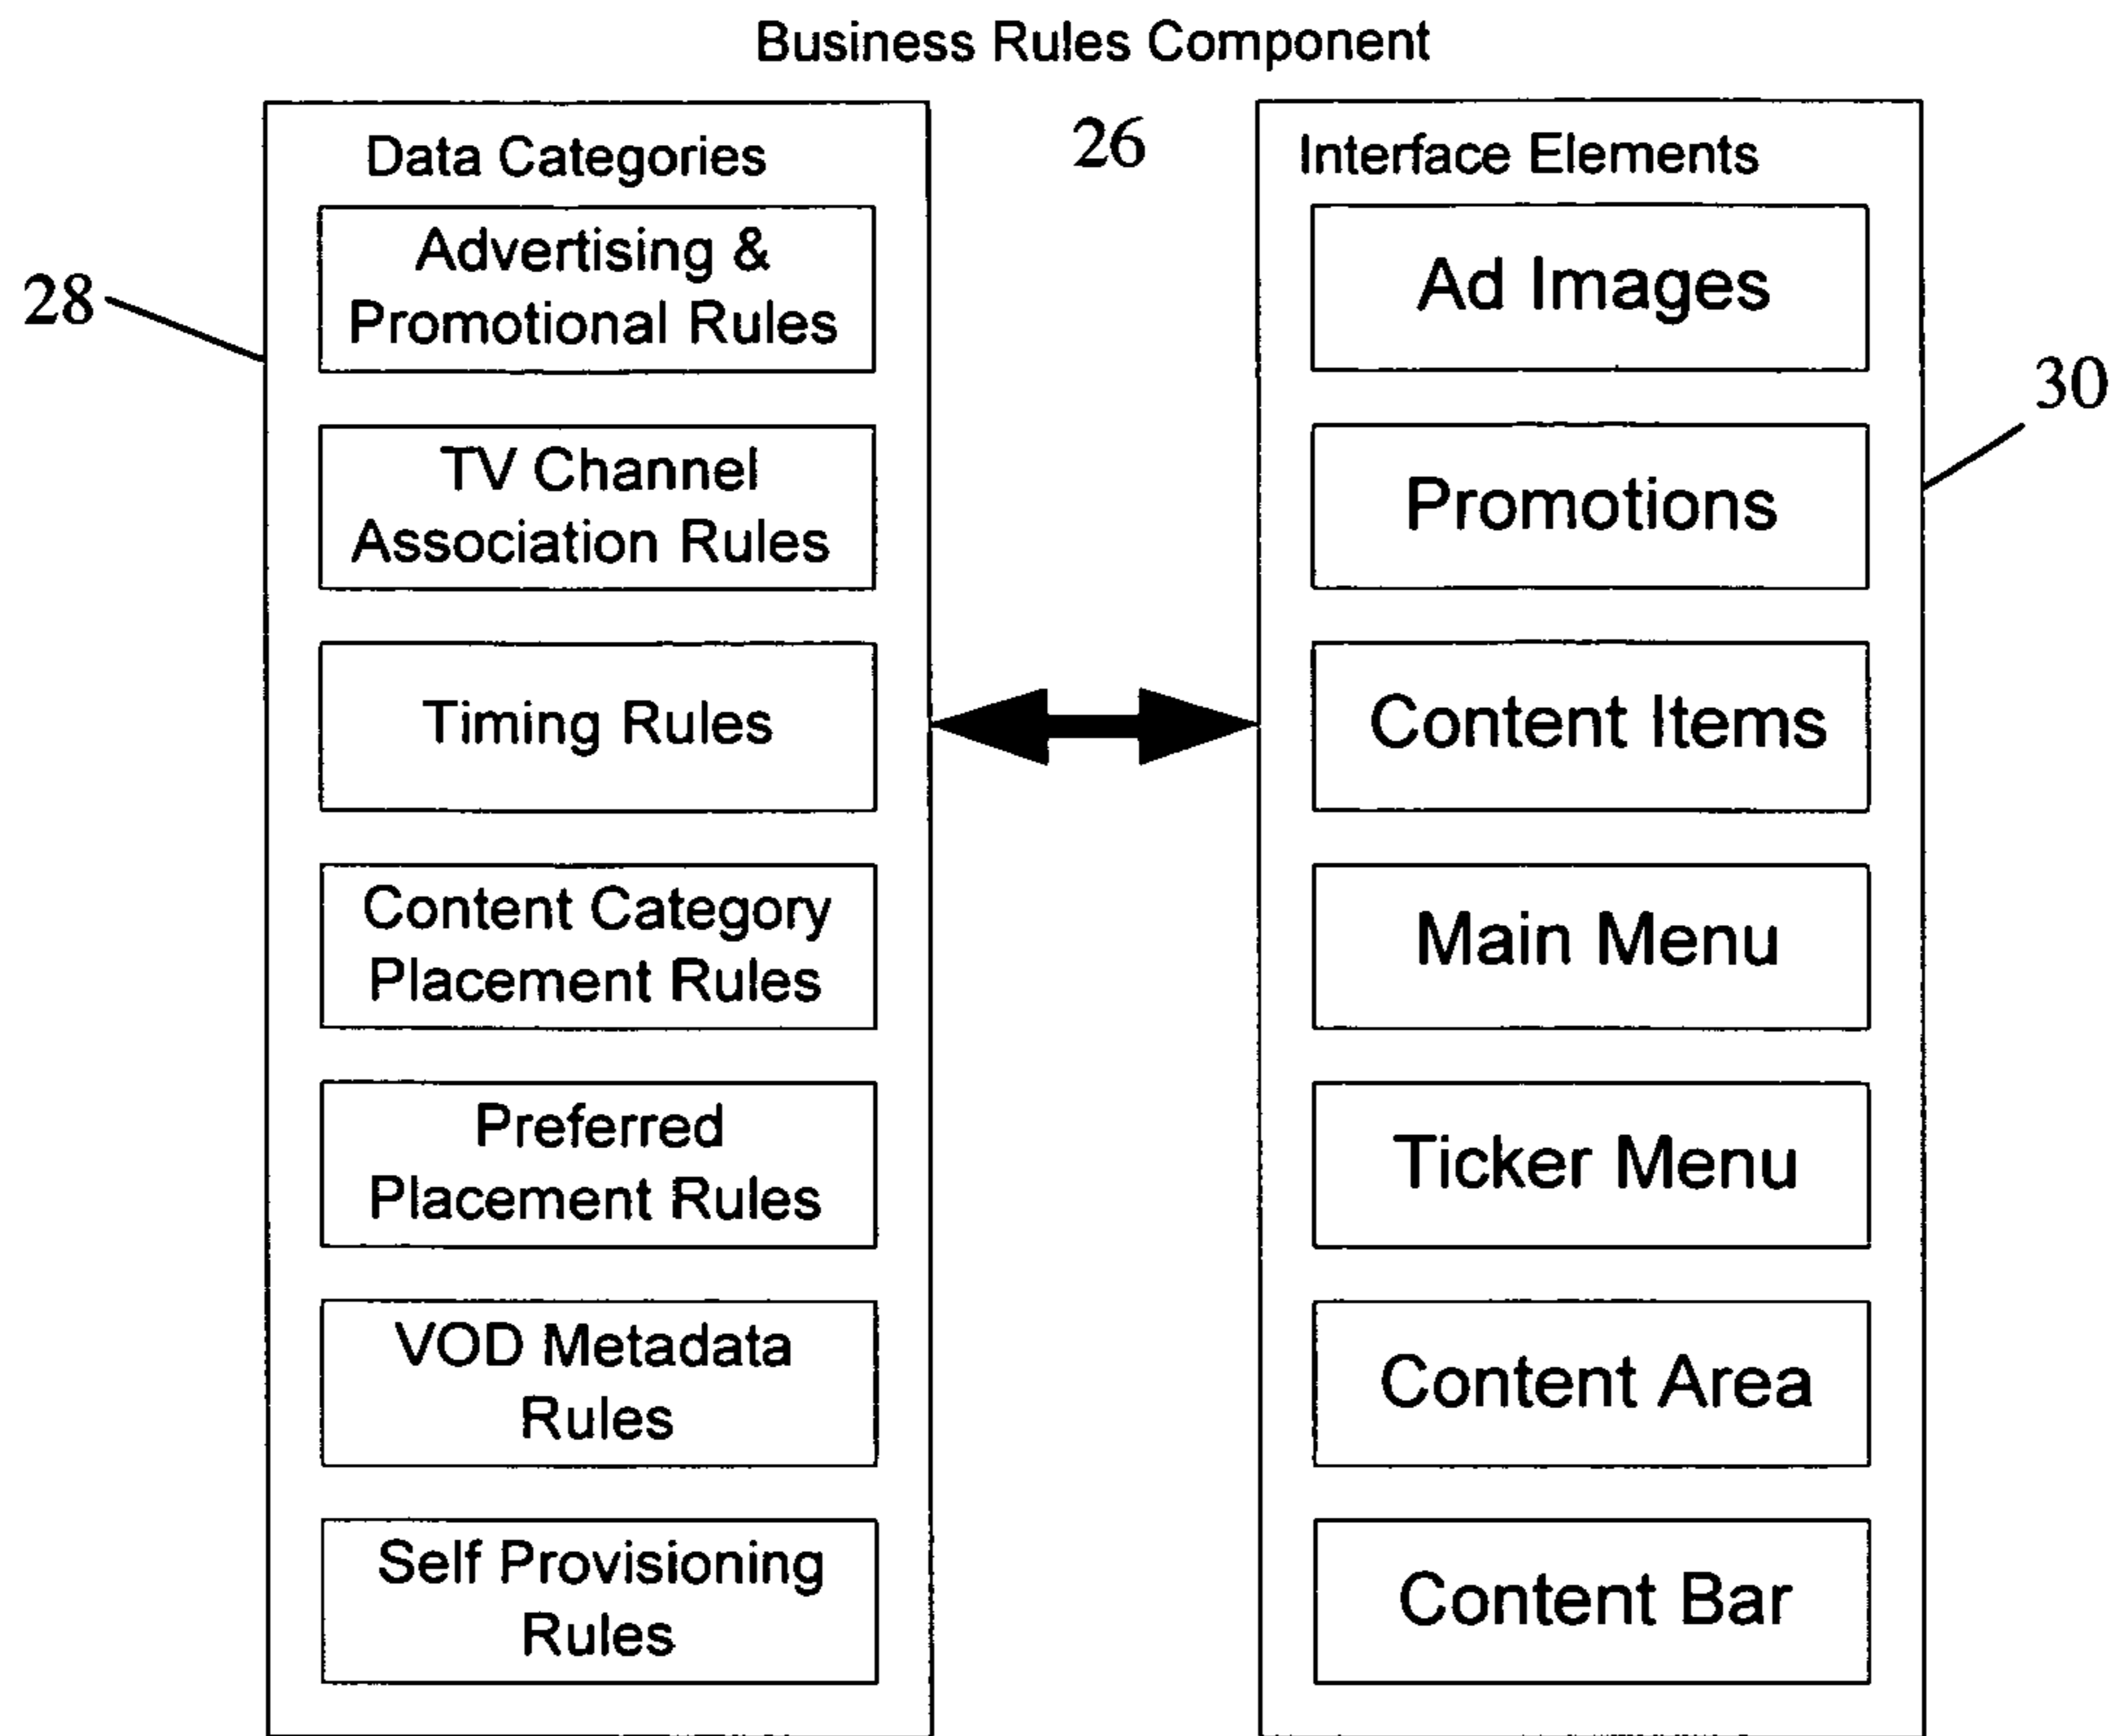 Business Rules Component
26
28
Data Categories
Advertising &
Promotional Rules
TV Channel
Association Rules
Timing Rules
Content Category
Placement Rules
Preferred
Placement Rules
VOD Metadata
Rules
Self Provisioning
Rules
Interface Elements
Ad Images
Promotions
Content Items
Main Menu
Ticker Menu
Content Area
Content Bar
30